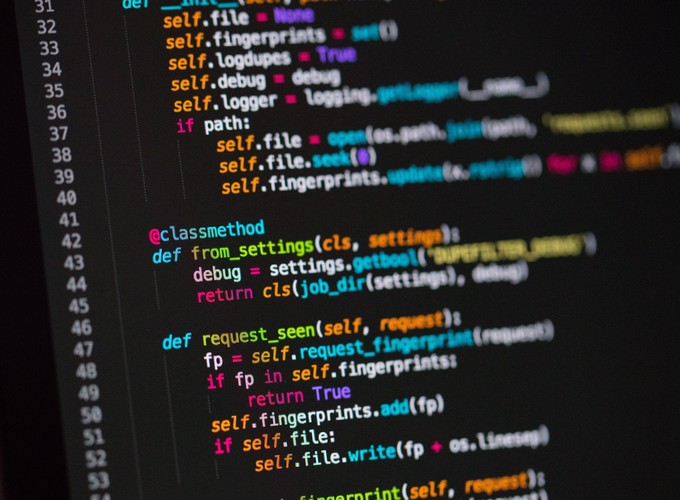 31 def __init__(self,
32 self.file = None
33 self.fingerprints = set()
34 self.logdupes = True
35 self.debug = debug
36 self.logger = logging.getLogger(__name__)
37 if path:
38 self.file = open(os.path.join(path, 'requests.seen')
39 self.file.seek(0)
40 self.fingerprints.update(x.rstrip() for x in self.
41
42 @classmethod
43 def from_settings(cls, settings):
44 debug = settings.getbool("DUPEFILTER_DEBUG")
45 return cls(job_dir(settings), debug)
46
47 def request_seen(self, request):
48 fp = self.request_fingerprint(request)
49 if fp in self.fingerprints:
50 return True
51 self.fingerprints.add(fp)
52 if self.file:
53 self.file.write(fp + os.linesep)
54
fingerprint(self, request):